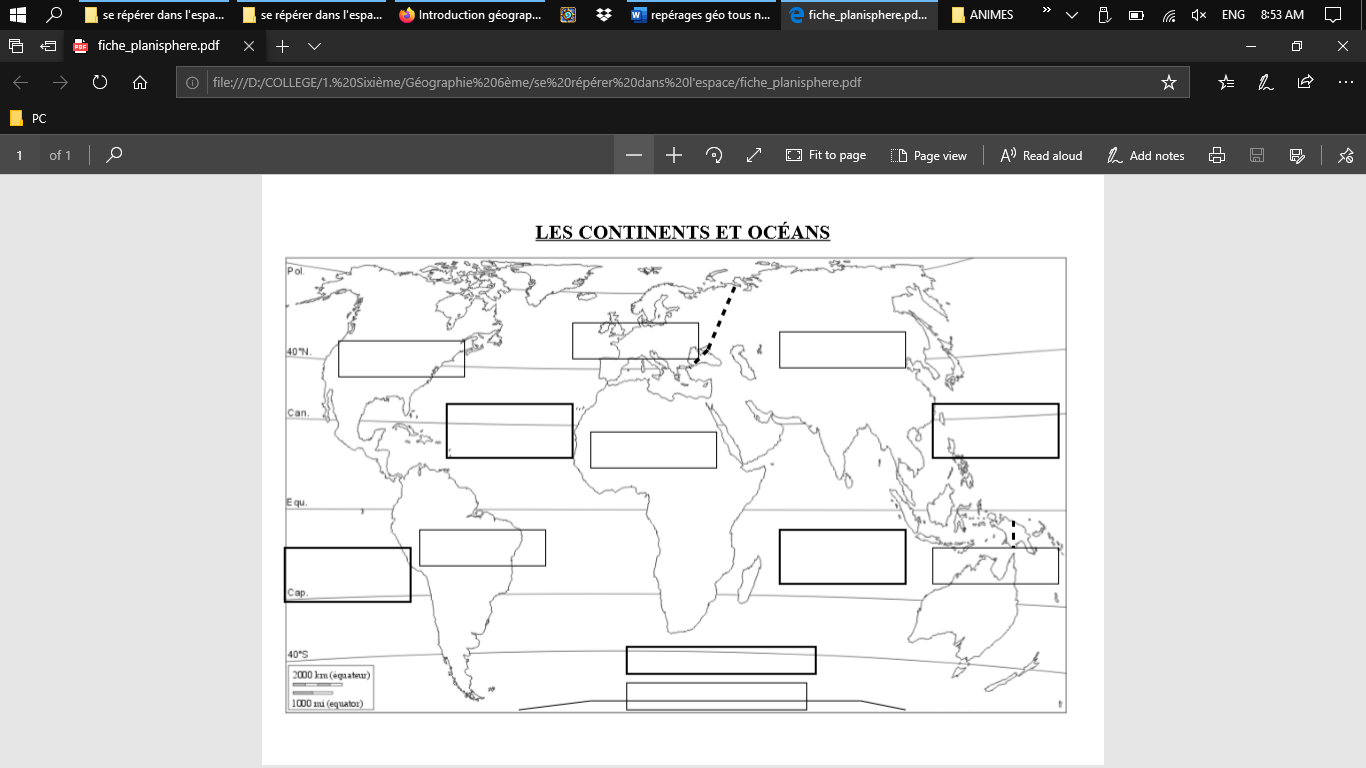 se répérer dans l'espa...
se répérer dans l'espa...
Introduction géograp...
repérages géo tous n...
fiche_planisphere.pd...
ANIMES
ENG
8:53 AM
fiche_planisphere.pdf
file:///D:/COLLEGE/1.%20Sixième/Géographie%206ème/se%20répérer%20dans%20l'espace/fiche_planisphere.pdf
PC
1 of 1
Fit to page
Page view
Read aloud
Add notes
LES CONTINENTS ET OCÉANS
Pol.
40°N.
Can.
Equ.
Cap.
40°S
2000 km (équateur)
1000 mi (equator)